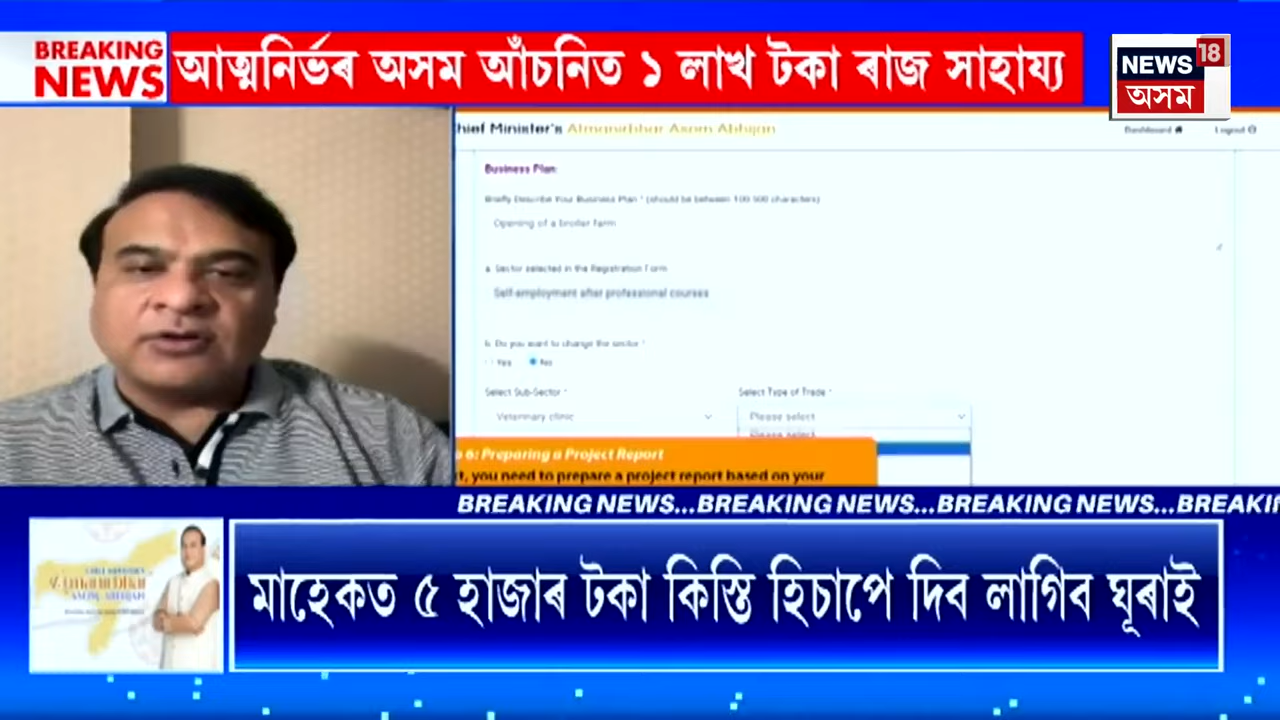 BREAKING
NEWS
আত্মনিৰ্ভৰ অসম আঁচনিত ১ লাখ টকা ৰাজ সাহায্য
NEWS 18
অসম
Chief Minister's Atmanirbhar Asom Abhijan
Dashboard
Logout
Business Plan
Briefly Describe Your Business Plan * (should be between 100-500 characters)
Opening of a broiler farm
a. Sector selected in the Registration Form
Self-employment after professional courses
b. Do you want to change the sector *
Yes No
Select Sub-Sector *
Select Type of Trade *
Veterinary clinic
Please select
Please select
6: Preparing a Project Report
, you need to prepare a project report based on your
BREAKING NEWS...BREAKING NEWS...BREAKING NEWS...BREAKI
ASOM ABHIJAN
মাহেকত ৫ হাজাৰ টকা কিস্তি হিচাপে দিব লাগিব ঘূৰাই